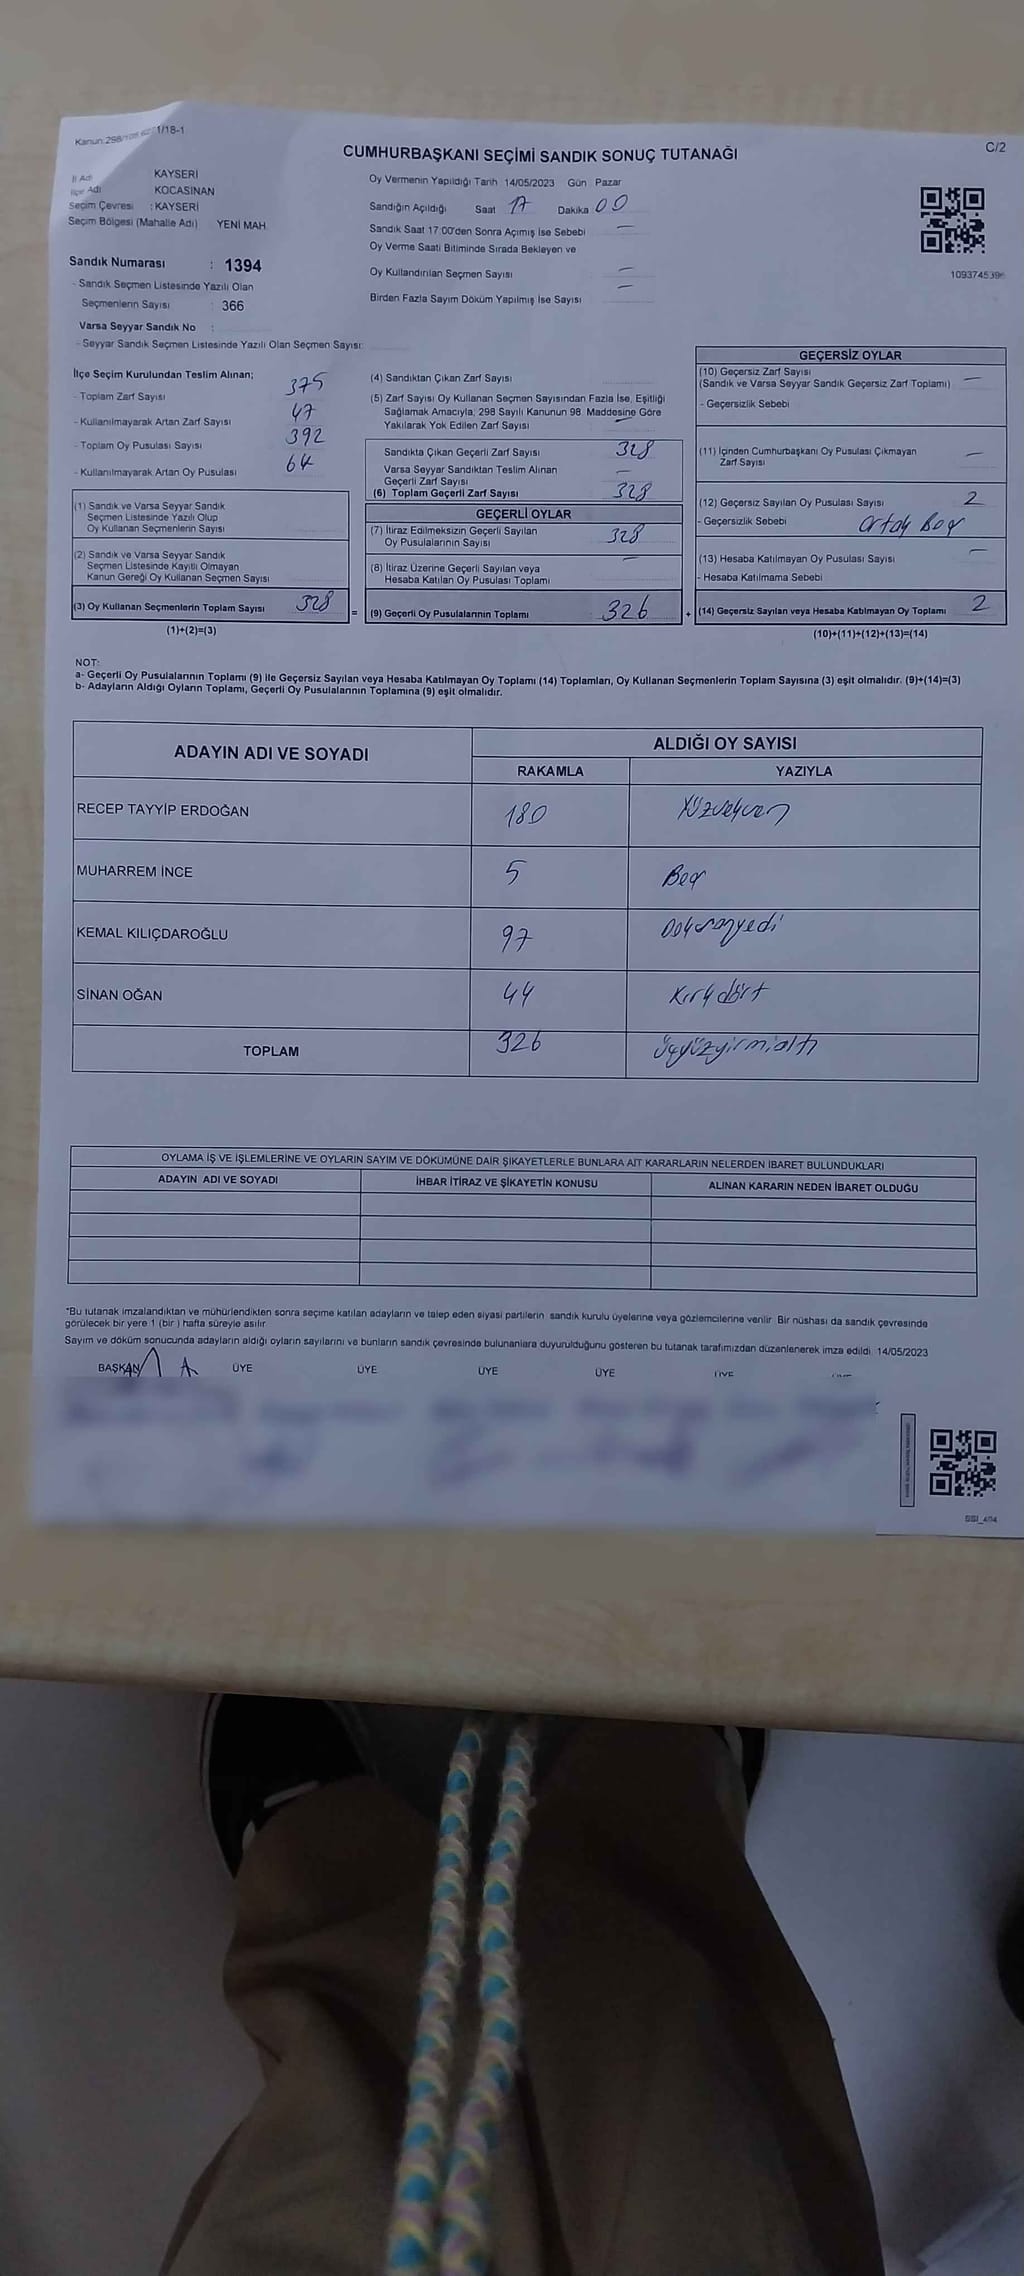 Kanun:298/105 6271/18-1
C/2
CUMHURBAŞKANI SEÇİMİ SANDIK SONUÇ TUTANAĞI
İl Adı KAYSERİ
İlçe Adı KOCASİNAN
Seçim Çevresi : KAYSERİ
Seçim Bölgesi (Mahalle Adı) YENİ MAH.
Oy Vermenin Yapıldığı Tarih 14/05/2023 Gün Pazar
Sandığın Açıldığı Saat 17 Dakika 00
Sandık Saat 17:00'den Sonra Açımış İse Sebebi —
Oy Verme Saati Bitiminde Sırada Bekleyen ve
Oy Kullandırılan Seçmen Sayısı —
Birden Fazla Sayım Döküm Yapılmış İse Sayısı —
Sandık Numarası : 1394
- Sandık Seçmen Listesinde Yazılı Olan
Seçmenlerin Sayısı : 366
Varsa Seyyar Sandık No :
- Seyyar Sandık Seçmen Listesinde Yazılı Olan Seçmen Sayısı:
İlçe Seçim Kurulundan Teslim Alınan;
- Toplam Zarf Sayısı 375
- Kullanılmayarak Artan Zarf Sayısı 47
- Toplam Oy Pusulası Sayısı 392
- Kullanılmayarak Artan Oy Pusulası 64
(1) Sandık ve Varsa Seyyar Sandık
Seçmen Listesinde Yazılı Olup
Oy Kullanan Seçmenlerin Sayısı
(2) Sandık ve Varsa Seyyar Sandık
Seçmen Listesinde Kayıtlı Olmayan
Kanun Gereği Oy Kullanan Seçmen Sayısı
(3) Oy Kullanan Seçmenlerin Toplam Sayısı 328
(1)+(2)=(3)
(4) Sandıktan Çıkan Zarf Sayısı
(5) Zarf Sayısı Oy Kullanan Seçmen Sayısından Fazla İse, Eşitliği
Sağlamak Amacıyla, 298 Sayılı Kanunun 98. Maddesine Göre
Yakılarak Yok Edilen Zarf Sayısı —
Sandıkta Çıkan Geçerli Zarf Sayısı 328
Varsa Seyyar Sandıktan Teslim Alınan
Geçerli Zarf Sayısı —
(6) Toplam Geçerli Zarf Sayısı 328
GEÇERLİ OYLAR
(7) İtiraz Edilmeksizin Geçerli Sayılan
Oy Pusulalarının Sayısı 328
(8) İtiraz Üzerine Geçerli Sayılan veya
Hesaba Katılan Oy Pusulası Toplamı —
= (9) Geçerli Oy Pusulalarının Toplamı 326 +
1093745396
GEÇERSİZ OYLAR
(10) Geçersiz Zarf Sayısı
(Sandık ve Varsa Seyyar Sandık Geçersiz Zarf Toplamı) —
- Geçersizlik Sebebi
(11) İçinden Cumhurbaşkanı Oy Pusulası Çıkmayan
Zarf Sayısı —
(12) Geçersiz Sayılan Oy Pusulası Sayısı 2
- Geçersizlik Sebebi
(13) Hesaba Katılmayan Oy Pusulası Sayısı —
- Hesaba Katılmama Sebebi
(14) Geçersiz Sayılan veya Hesaba Katılmayan Oy Toplamı 2
(10)+(11)+(12)+(13)=(14)
NOT:
a- Geçerli Oy Pusulalarının Toplamı (9) ile Geçersiz Sayılan veya Hesaba Katılmayan Oy Toplamı (14) Toplamları, Oy Kullanan Seçmenlerin Toplam Sayısına (3) eşit olmalıdır. (9)+(14)=(3)
b- Adayların Aldığı Oyların Toplamı, Geçerli Oy Pusulalarının Toplamına (9) eşit olmalıdır.
ADAYIN ADI VE SOYADI ALDIĞI OY SAYISI
RAKAMLA YAZIYLA
RECEP TAYYİP ERDOĞAN 180
MUHARREM İNCE 5 Beş
KEMAL KILIÇDAROĞLU 97
SİNAN OĞAN 44 Kırkdört
TOPLAM 326 üçyüzyirmialtı
OYLAMA İŞ VE İŞLEMLERİNE VE OYLARIN SAYIM VE DÖKÜMÜNE DAİR ŞİKAYETLERLE BUNLARA AİT KARARLARIN NELERDEN İBARET BULUNDUKLARI
ADAYIN ADI VE SOYADI İHBAR İTİRAZ VE ŞİKAYETİN KONUSU ALINAN KARARIN NEDEN İBARET OLDUĞU
*Bu tutanak imzalandıktan ve mühürlendikten sonra seçime katılan adayların ve talep eden siyasi partilerin sandık kurulu üyelerine veya gözlemcilerine verilir. Bir nüshası da sandık çevresinde
görülecek bir yere 1 (bir) hafta süreyle asılır.
Sayım ve döküm sonucunda adayların aldığı oyların sayılarını ve bunların sandık çevresinde bulunanlara duyurulduğunu gösteren bu tutanak tarafımızdan düzenlenerek imza edildi. 14/05/2023
BAŞKAN ÜYE ÜYE ÜYE ÜYE ÜYE